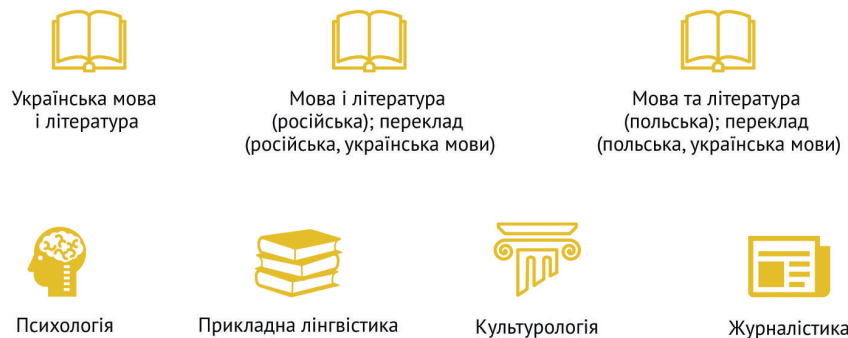 Українська мова
і література
Мова і література
(російська); переклад
(російська, українська мови)
Мова та література
(польська); переклад
(польська, українська мови)
Психологія
Прикладна лінгвістика
Культурологія
Журналістика